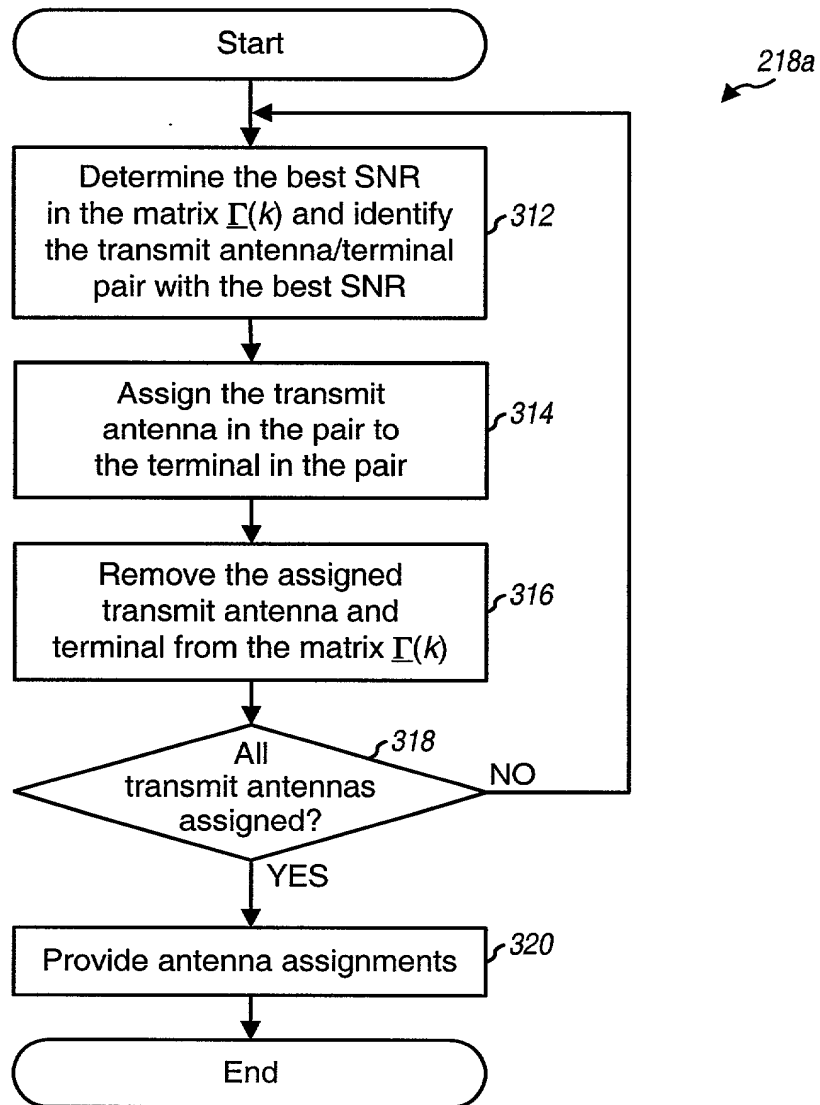 Start
218a
Determine the best SNR
in the matrix Γ(k) and identify
the transmit antenna/terminal
pair with the best SNR
312
Assign the transmit
antenna in the pair to
the terminal in the pair
314
Remove the assigned
transmit antenna and
terminal from the matrix Γ(k)
316
318
All
transmit antennas
assigned?
NO
YES
Provide antenna assignments
320
End